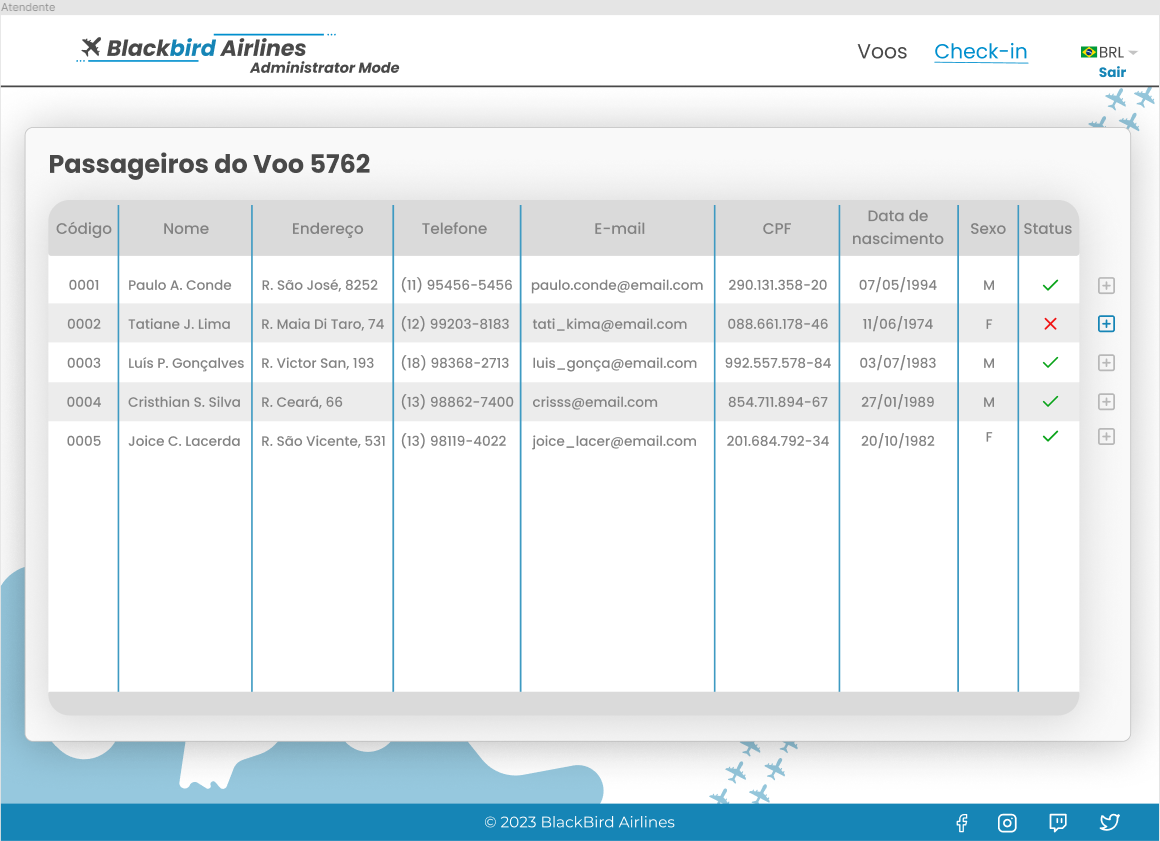 Atendente
Blackbird Airlines
Administrator Mode
Voos Check-in BRL
Sair
Passageiros do Voo 5762
Código Nome Endereço Telefone E-mail CPF Data de nascimento Sexo Status
0001 Paulo A. Conde R. São José, 8252 (11) 95456-5456 paulo.conde@email.com 290.131.358-20 07/05/1994 M
0002 Tatiane J. Lima R. Maia Di Taro, 74 (12) 99203-8183 tati_kima@email.com 088.661.178-46 11/06/1974 F
0003 Luís P. Gonçalves R. Victor San, 193 (18) 98368-2713 luis_gonça@email.com 992.557.578-84 03/07/1983 M
0004 Cristhian S. Silva R. Ceará, 66 (13) 98862-7400 crisss@email.com 854.711.894-67 27/01/1989 M
0005 Joice C. Lacerda R. São Vicente, 531 (13) 98119-4022 joice_lacer@email.com 201.684.792-34 20/10/1982 F
© 2023 BlackBird Airlines